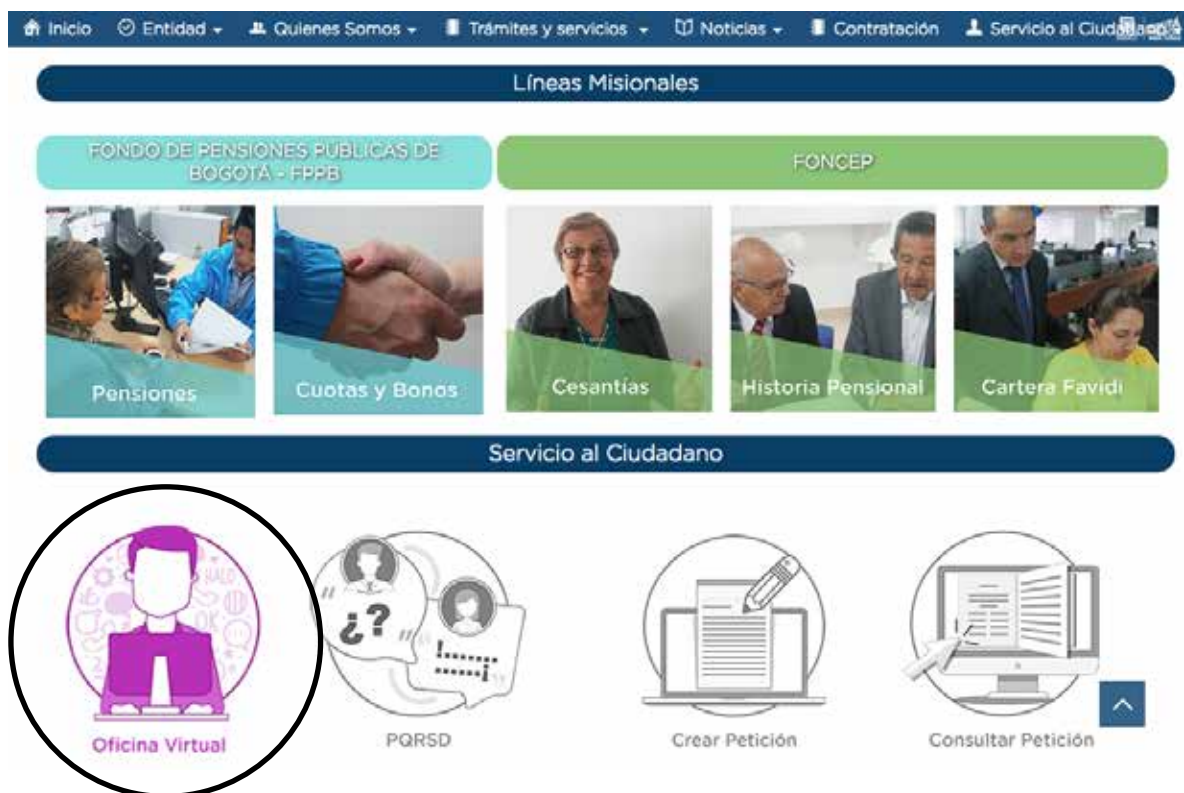 Inicio Entidad Quienes Somos Trámites y servicios Noticias Contratación Servicio al Ciudadano
Líneas Misionales
FONDO DE PENSIONES PÚBLICAS DE
BOGOTÁ - FPPB
FONCEP
Pensiones
Cuotas y Bonos
Cesantías
Historia Pensional
Cartera Favidi
Servicio al Ciudadano
HALO
OK
¿?
Oficina Virtual
PQRSD
Crear Petición
Consultar Petición